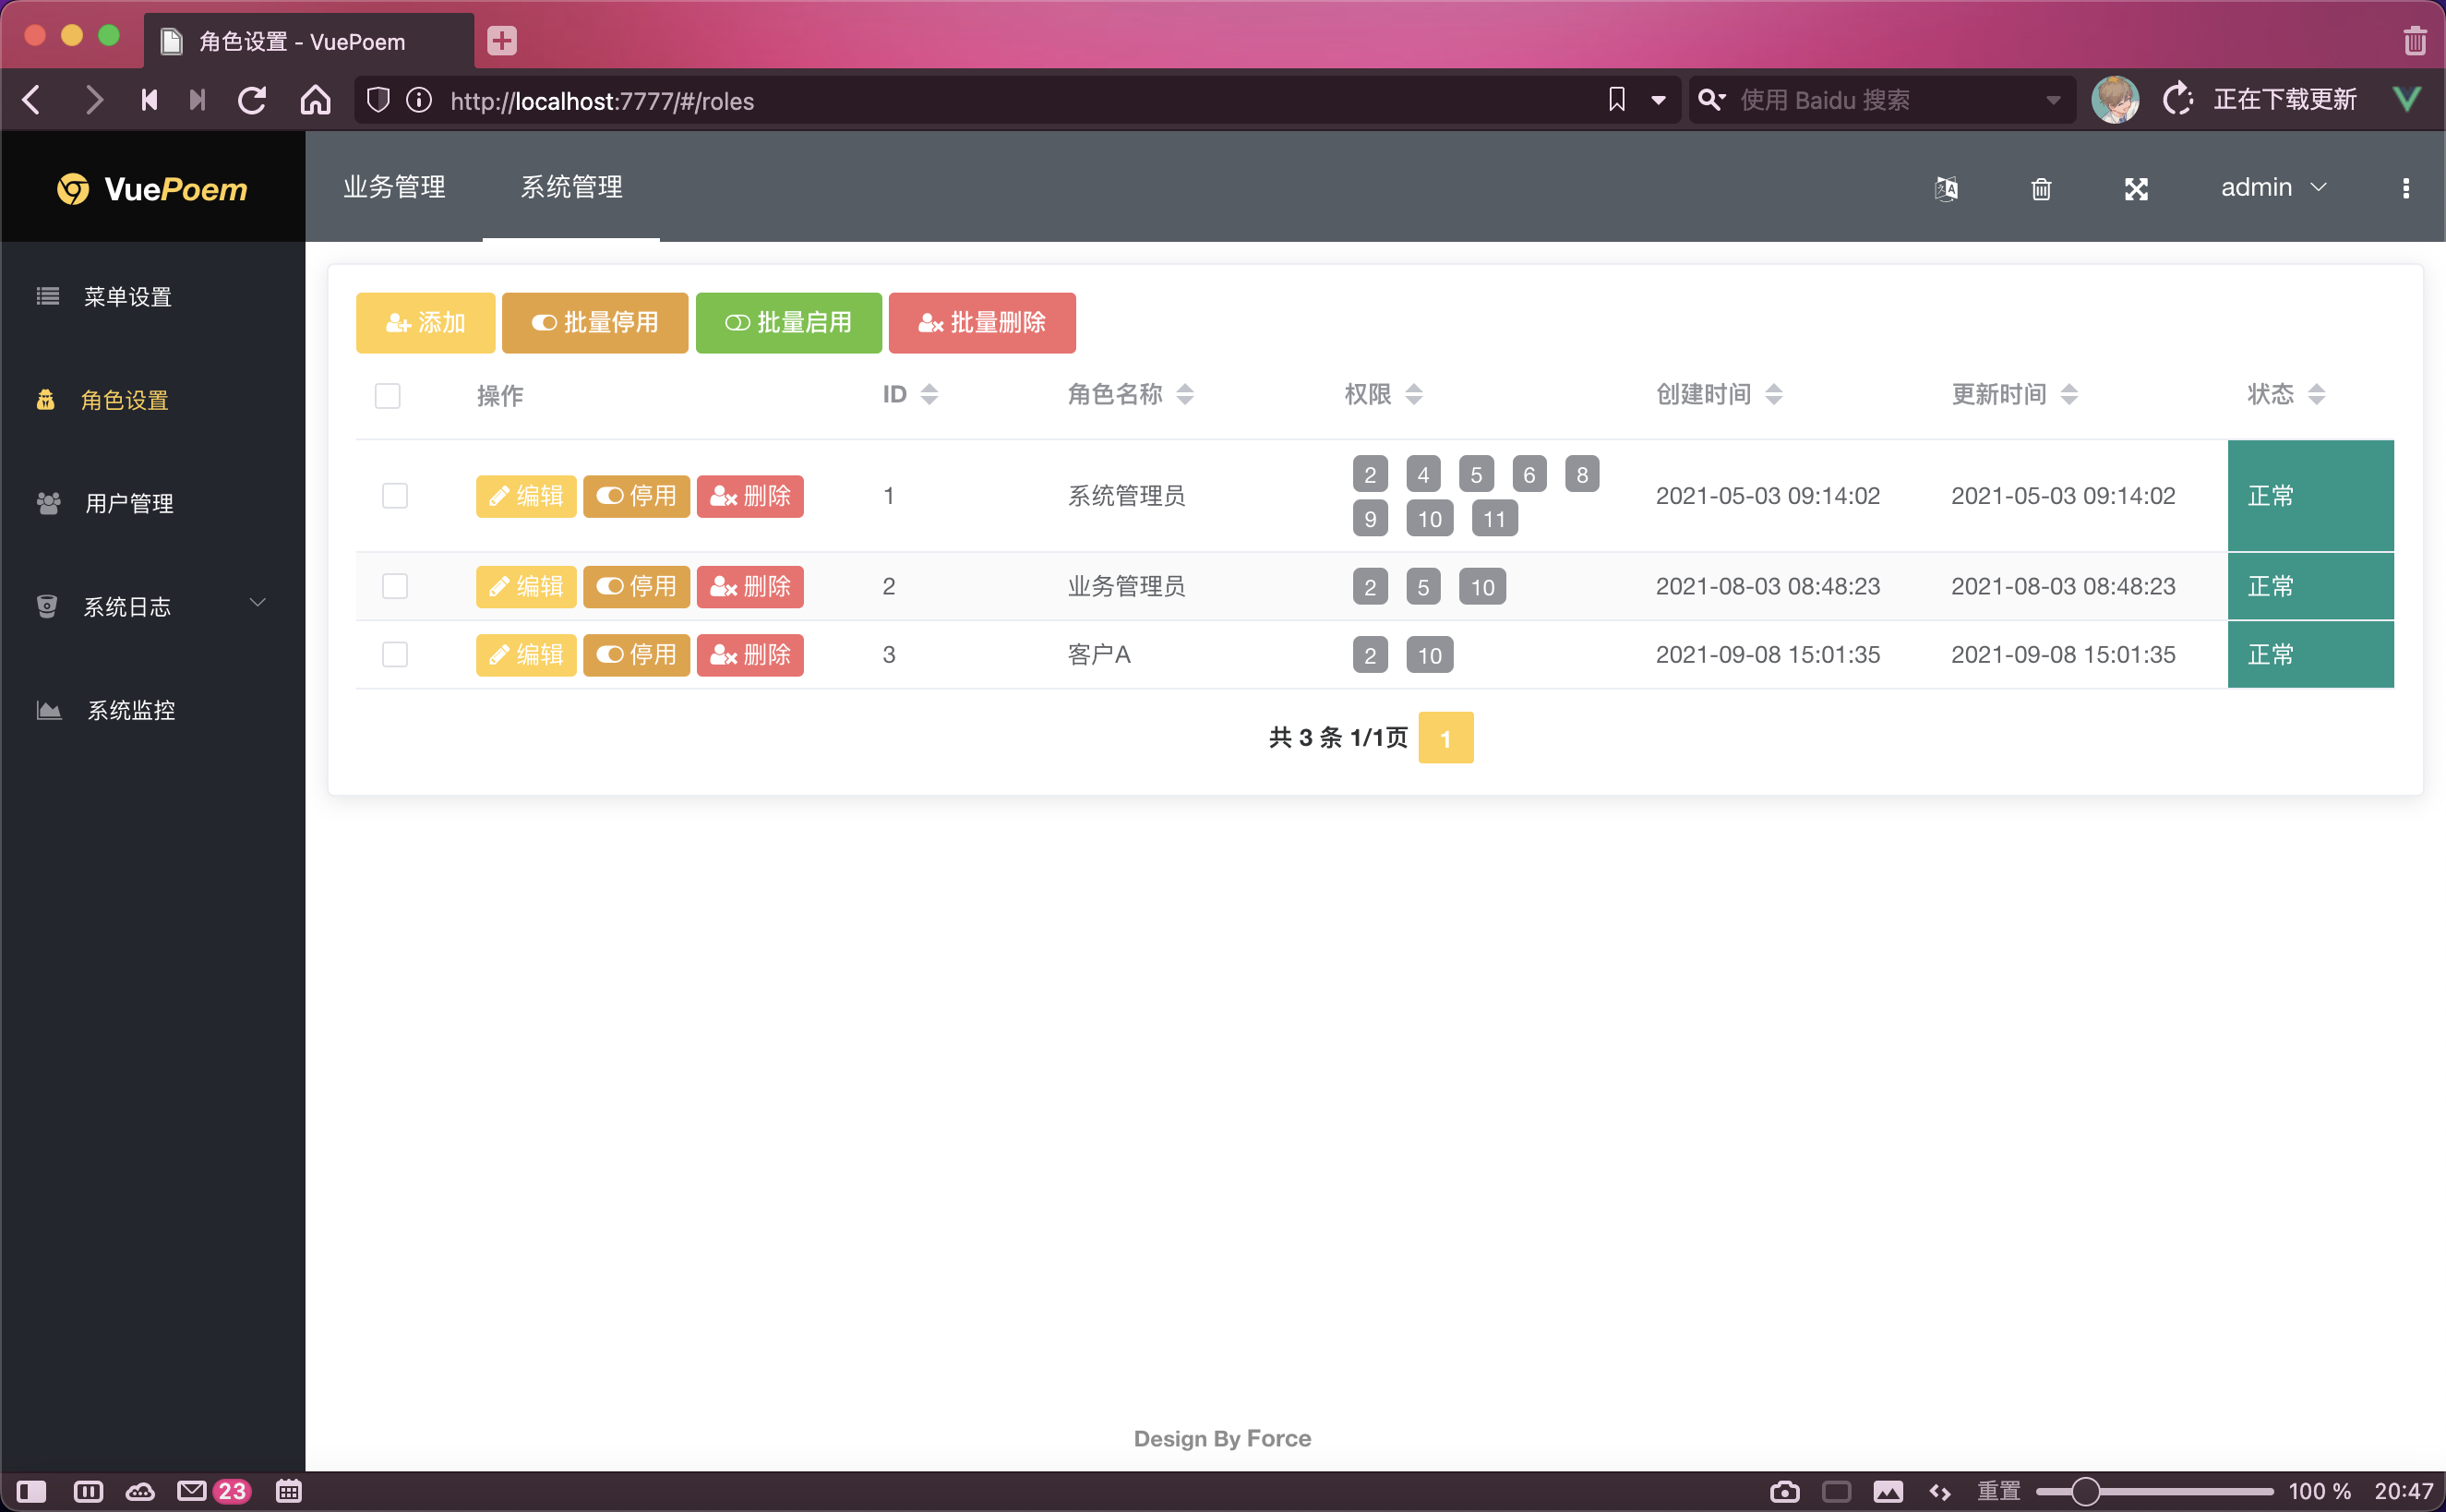 角色设置 - VuePoem
http://localhost:7777/#/roles
使用 Baidu 搜索
正在下载更新
VuePoem
业务管理
系统管理
admin
菜单设置
角色设置
用户管理
系统日志
系统监控
添加
批量停用
批量启用
批量删除
操作
ID
角色名称
权限
创建时间
更新时间
状态
编辑 停用 删除 1 系统管理员 2 4 5 6 8 2021-05-03 09:14:02 2021-05-03 09:14:02 正常
9 10 11
编辑 停用 删除 2 业务管理员 2 5 10 2021-08-03 08:48:23 2021-08-03 08:48:23 正常
编辑 停用 删除 3 客户A 2 10 2021-09-08 15:01:35 2021-09-08 15:01:35 正常
共 3 条 1/1页 1
Design By Force
23
重置
100 %
20:47